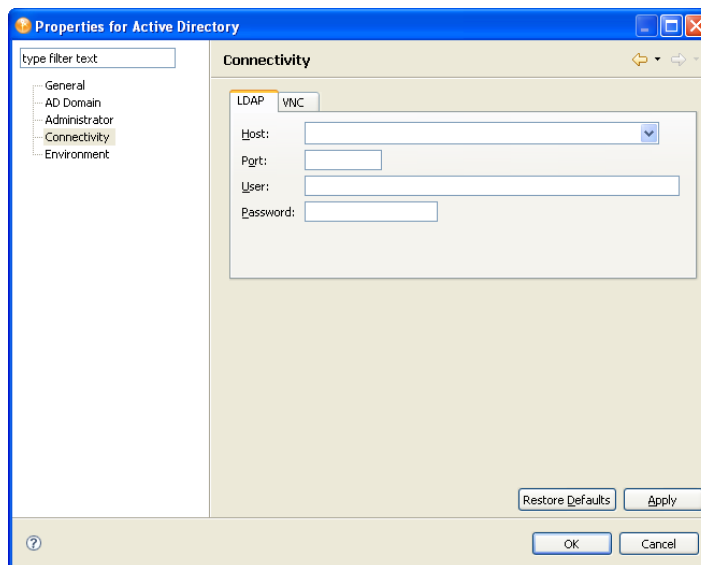 Properties for Active Directory
type filter text
General
AD Domain
Administrator
Connectivity
Environment
Connectivity
LDAP VNC
Host:
Port:
User:
Password:
Restore Defaults Apply
? OK Cancel